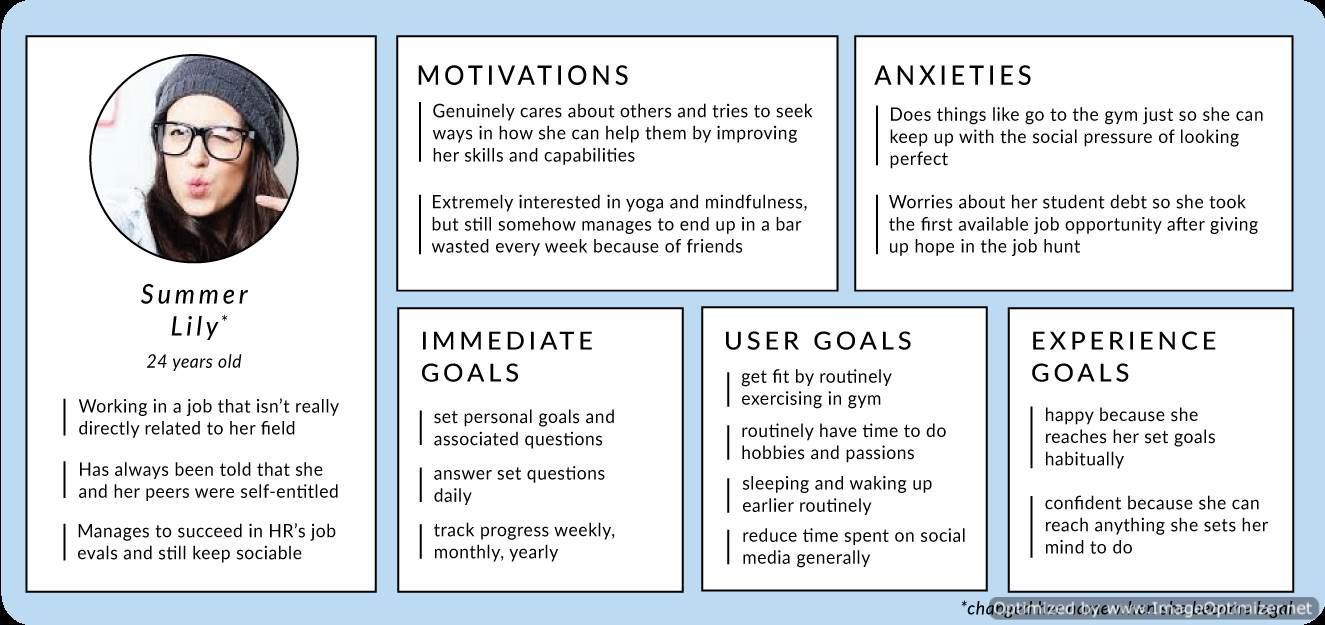 Summer
Lily*
24 years old
Working in a job that isn't really
directly related to her field
Has always been told that she
and her peers were self-entitled
Manages to succeed in HR's job
evals and still keep sociable
MOTIVATIONS
Genuinely cares about others and tries to seek
ways in how she can help them by improving
her skills and capabilities
Extremely interested in yoga and mindfulness,
but still somehow manages to end up in a bar
wasted every week because of friends
ANXIETIES
Does things like go to the gym just so she can
keep up with the social pressure of looking
perfect
Worries about her student debt so she took
the first available job opportunity after giving
up hope in the job hunt
IMMEDIATE
GOALS
set personal goals and
associated questions
answer set questions
daily
track progress weekly,
monthly, yearly
USER GOALS
get fit by routinely
exercising in gym
routinely have time to do
hobbies and passions
sleeping and waking up
earlier routinely
reduce time spent on social
media generally
EXPERIENCE
GOALS
happy because she
reaches her set goals
habitually
confident because she can
reach anything she sets her
mind to do
Optimized by www.ImageOptimizer.net